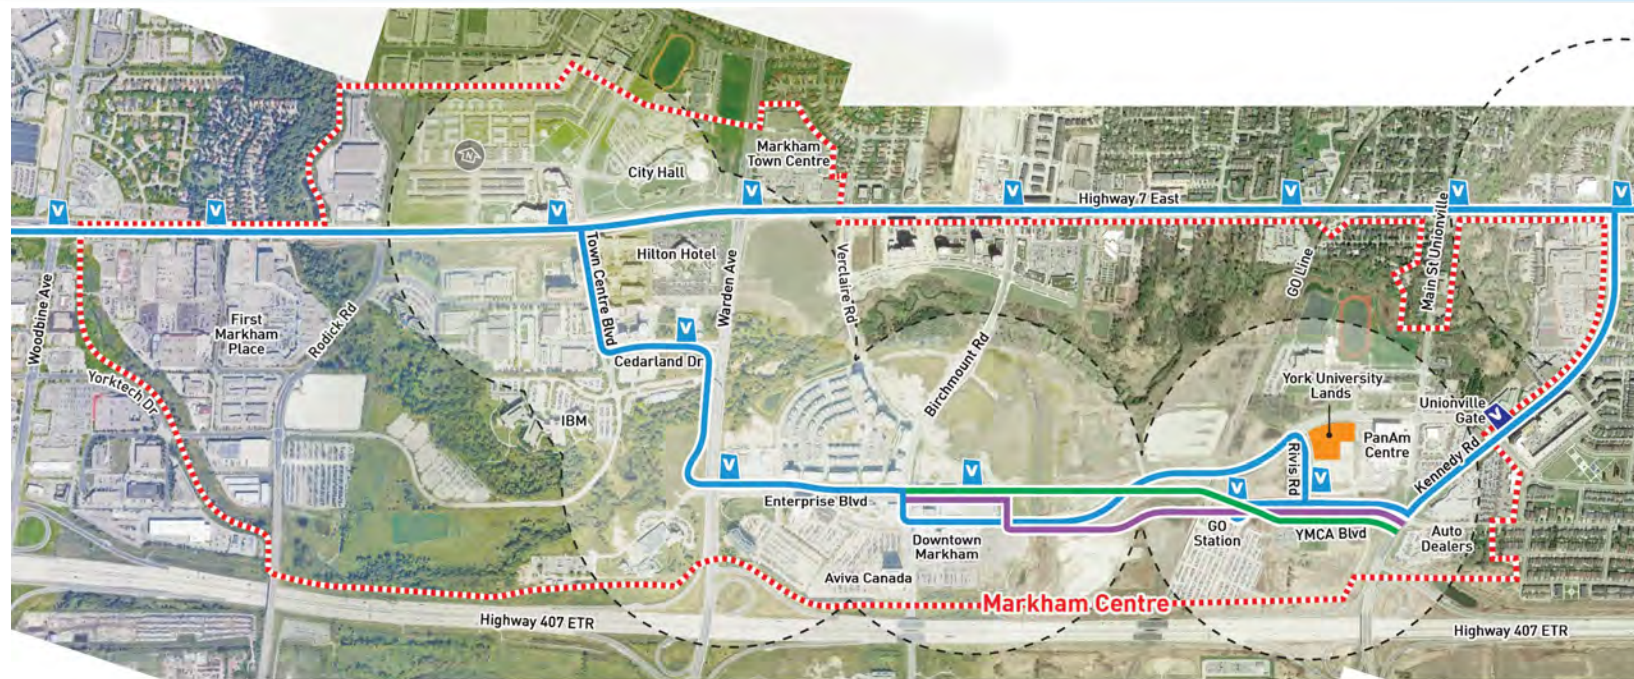 N
City Hall
Markham
Town Centre
V
V
V
V
V
V
V
V
Highway 7 East
Woodbine Ave
Town Centre Blvd
Hilton Hotel
Warden Ave
Verclaire Rd
GO Line
Main St Unionville
First
Markham
Place
Rodick Rd
V
Cedarland Dr
Birchmount Rd
Yorktech Dr
IBM
York University
Lands
Unionville
Gate
V
PanAm
Centre
Kennedy Rd
Rivis Rd
V
V
V
V
Enterprise Blvd
Downtown
Markham
GO
Station
YMCA Blvd
Auto
Dealers
Aviva Canada
Markham Centre
Highway 407 ETR
Highway 407 ETR